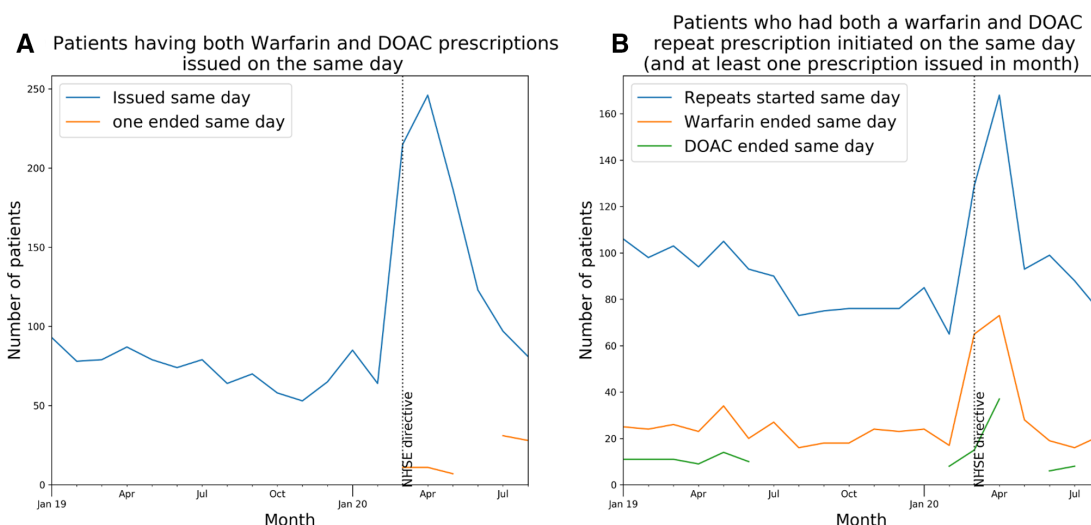 A
Patients having both Warfarin and DOAC prescriptions
issued on the same day
Issued same day
one ended same day
250
200
150
100
50
0
Number of patients
NHSE directive
Jan 19
Apr
Jul
Oct
Jan 20
Apr
Jul
Month
B
Patients who had both a warfarin and DOAC
repeat prescription initiated on the same day
(and at least one prescription issued in month)
Repeats started same day
Warfarin ended same day
DOAC ended same day
160
140
120
100
80
60
40
20
0
Number of patients
NHSE directive
Jan 19
Apr
Jul
Oct
Jan 20
Apr
Jul
Month